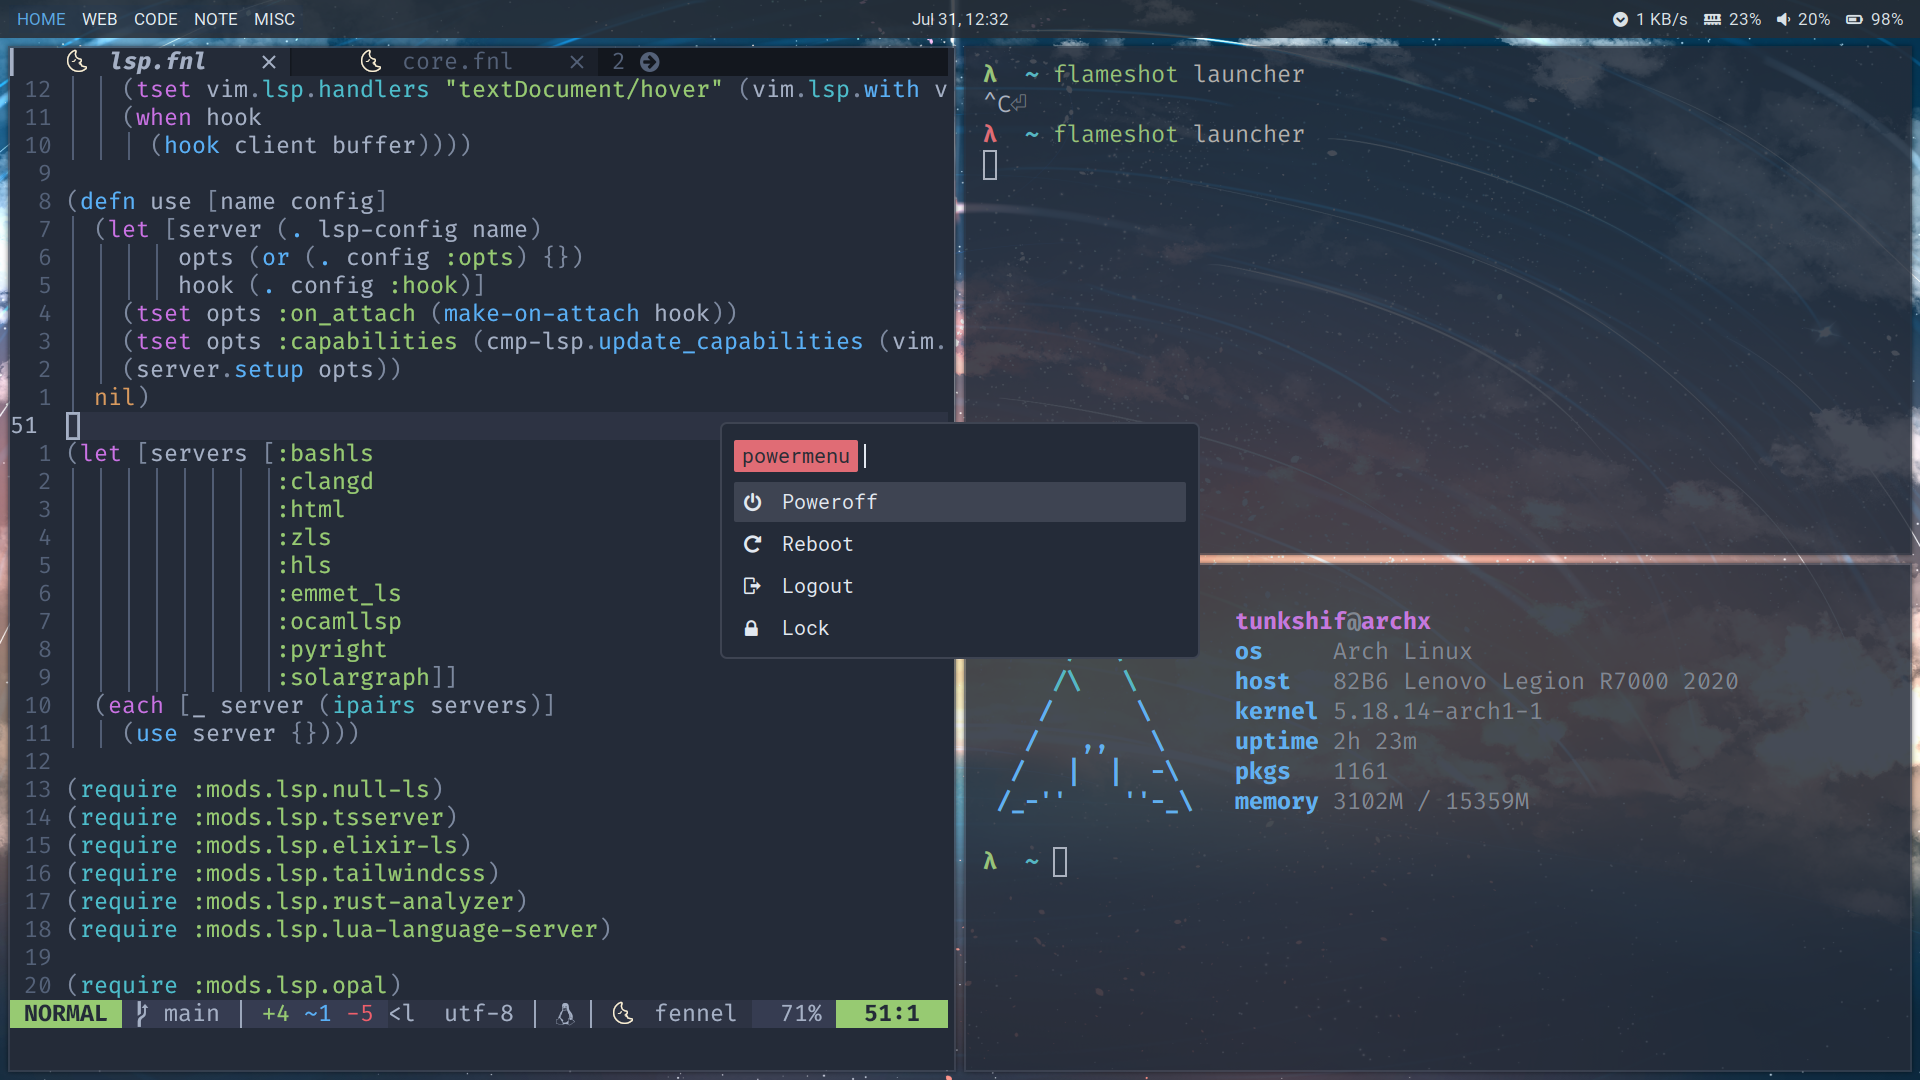 HOME WEB CODE NOTE MISC
Jul 31, 12:32
1 KB/s 23% 20% 98%
lsp.fnl × core.fnl × 2
12 (tset vim.lsp.handlers "textDocument/hover" (vim.lsp.with v
11 (when hook
10 (hook client buffer))))
9
8 (defn use [name config]
7 (let [server (. lsp-config name)
6 opts (or (. config :opts) {})
5 hook (. config :hook)]
4 (tset opts :on_attach (make-on-attach hook))
3 (tset opts :capabilities (cmp-lsp.update_capabilities (vim.
2 (server.setup opts))
1 nil)
51
1 (let [servers [:bashls
2 :clangd
3 :html
4 :zls
5 :hls
6 :emmet_ls
7 :ocamllsp
8 :pyright
9 :solargraph]]
10 (each [_ server (ipairs servers)]
11 (use server {})))
12
13 (require :mods.lsp.null-ls)
14 (require :mods.lsp.tsserver)
15 (require :mods.lsp.elixir-ls)
16 (require :mods.lsp.tailwindcss)
17 (require :mods.lsp.rust-analyzer)
18 (require :mods.lsp.lua-language-server)
19
20 (require :mods.lsp.opal)
NORMAL main | +4 ~1 -5 <l utf-8 | | fennel 71% 51:1
λ ~ flameshot launcher
^C⏎
λ ~ flameshot launcher
powermenu
Poweroff
Reboot
Logout
Lock
tunkshif@archx
os Arch Linux
host 82B6 Lenovo Legion R7000 2020
kernel 5.18.14-arch1-1
uptime 2h 23m
pkgs 1161
memory 3102M / 15359M
λ ~